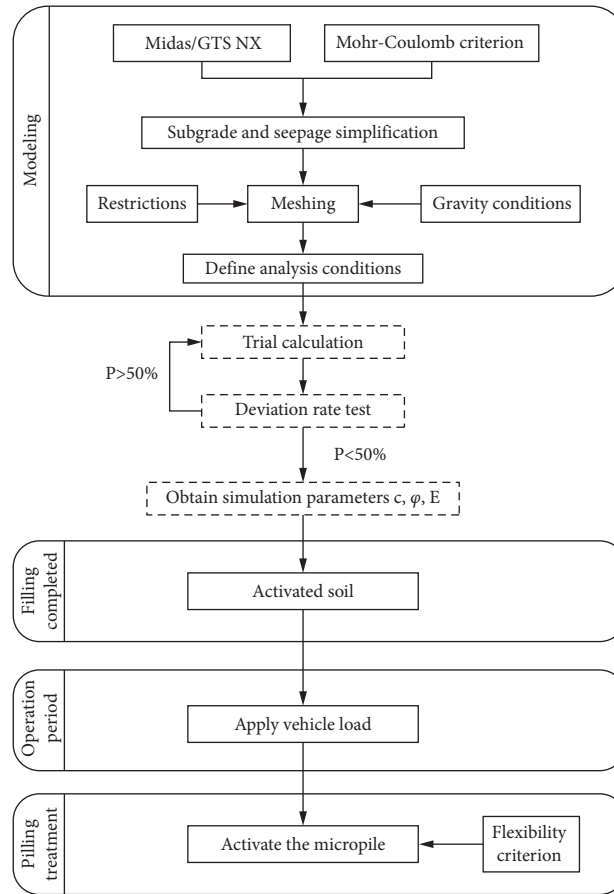 Modeling
Midas/GTS NX
Mohr-Coulomb criterion
Subgrade and seepage simplification
Restrictions
Meshing
Gravity conditions
Define analysis conditions
Trial calculation
P>50%
Deviation rate test
P<50%
Obtain simulation parameters c, φ, E
Filling
completed
Activated soil
Operation
period
Apply vehicle load
Pilling
treatment
Activate the micropile
Flexibility
criterion